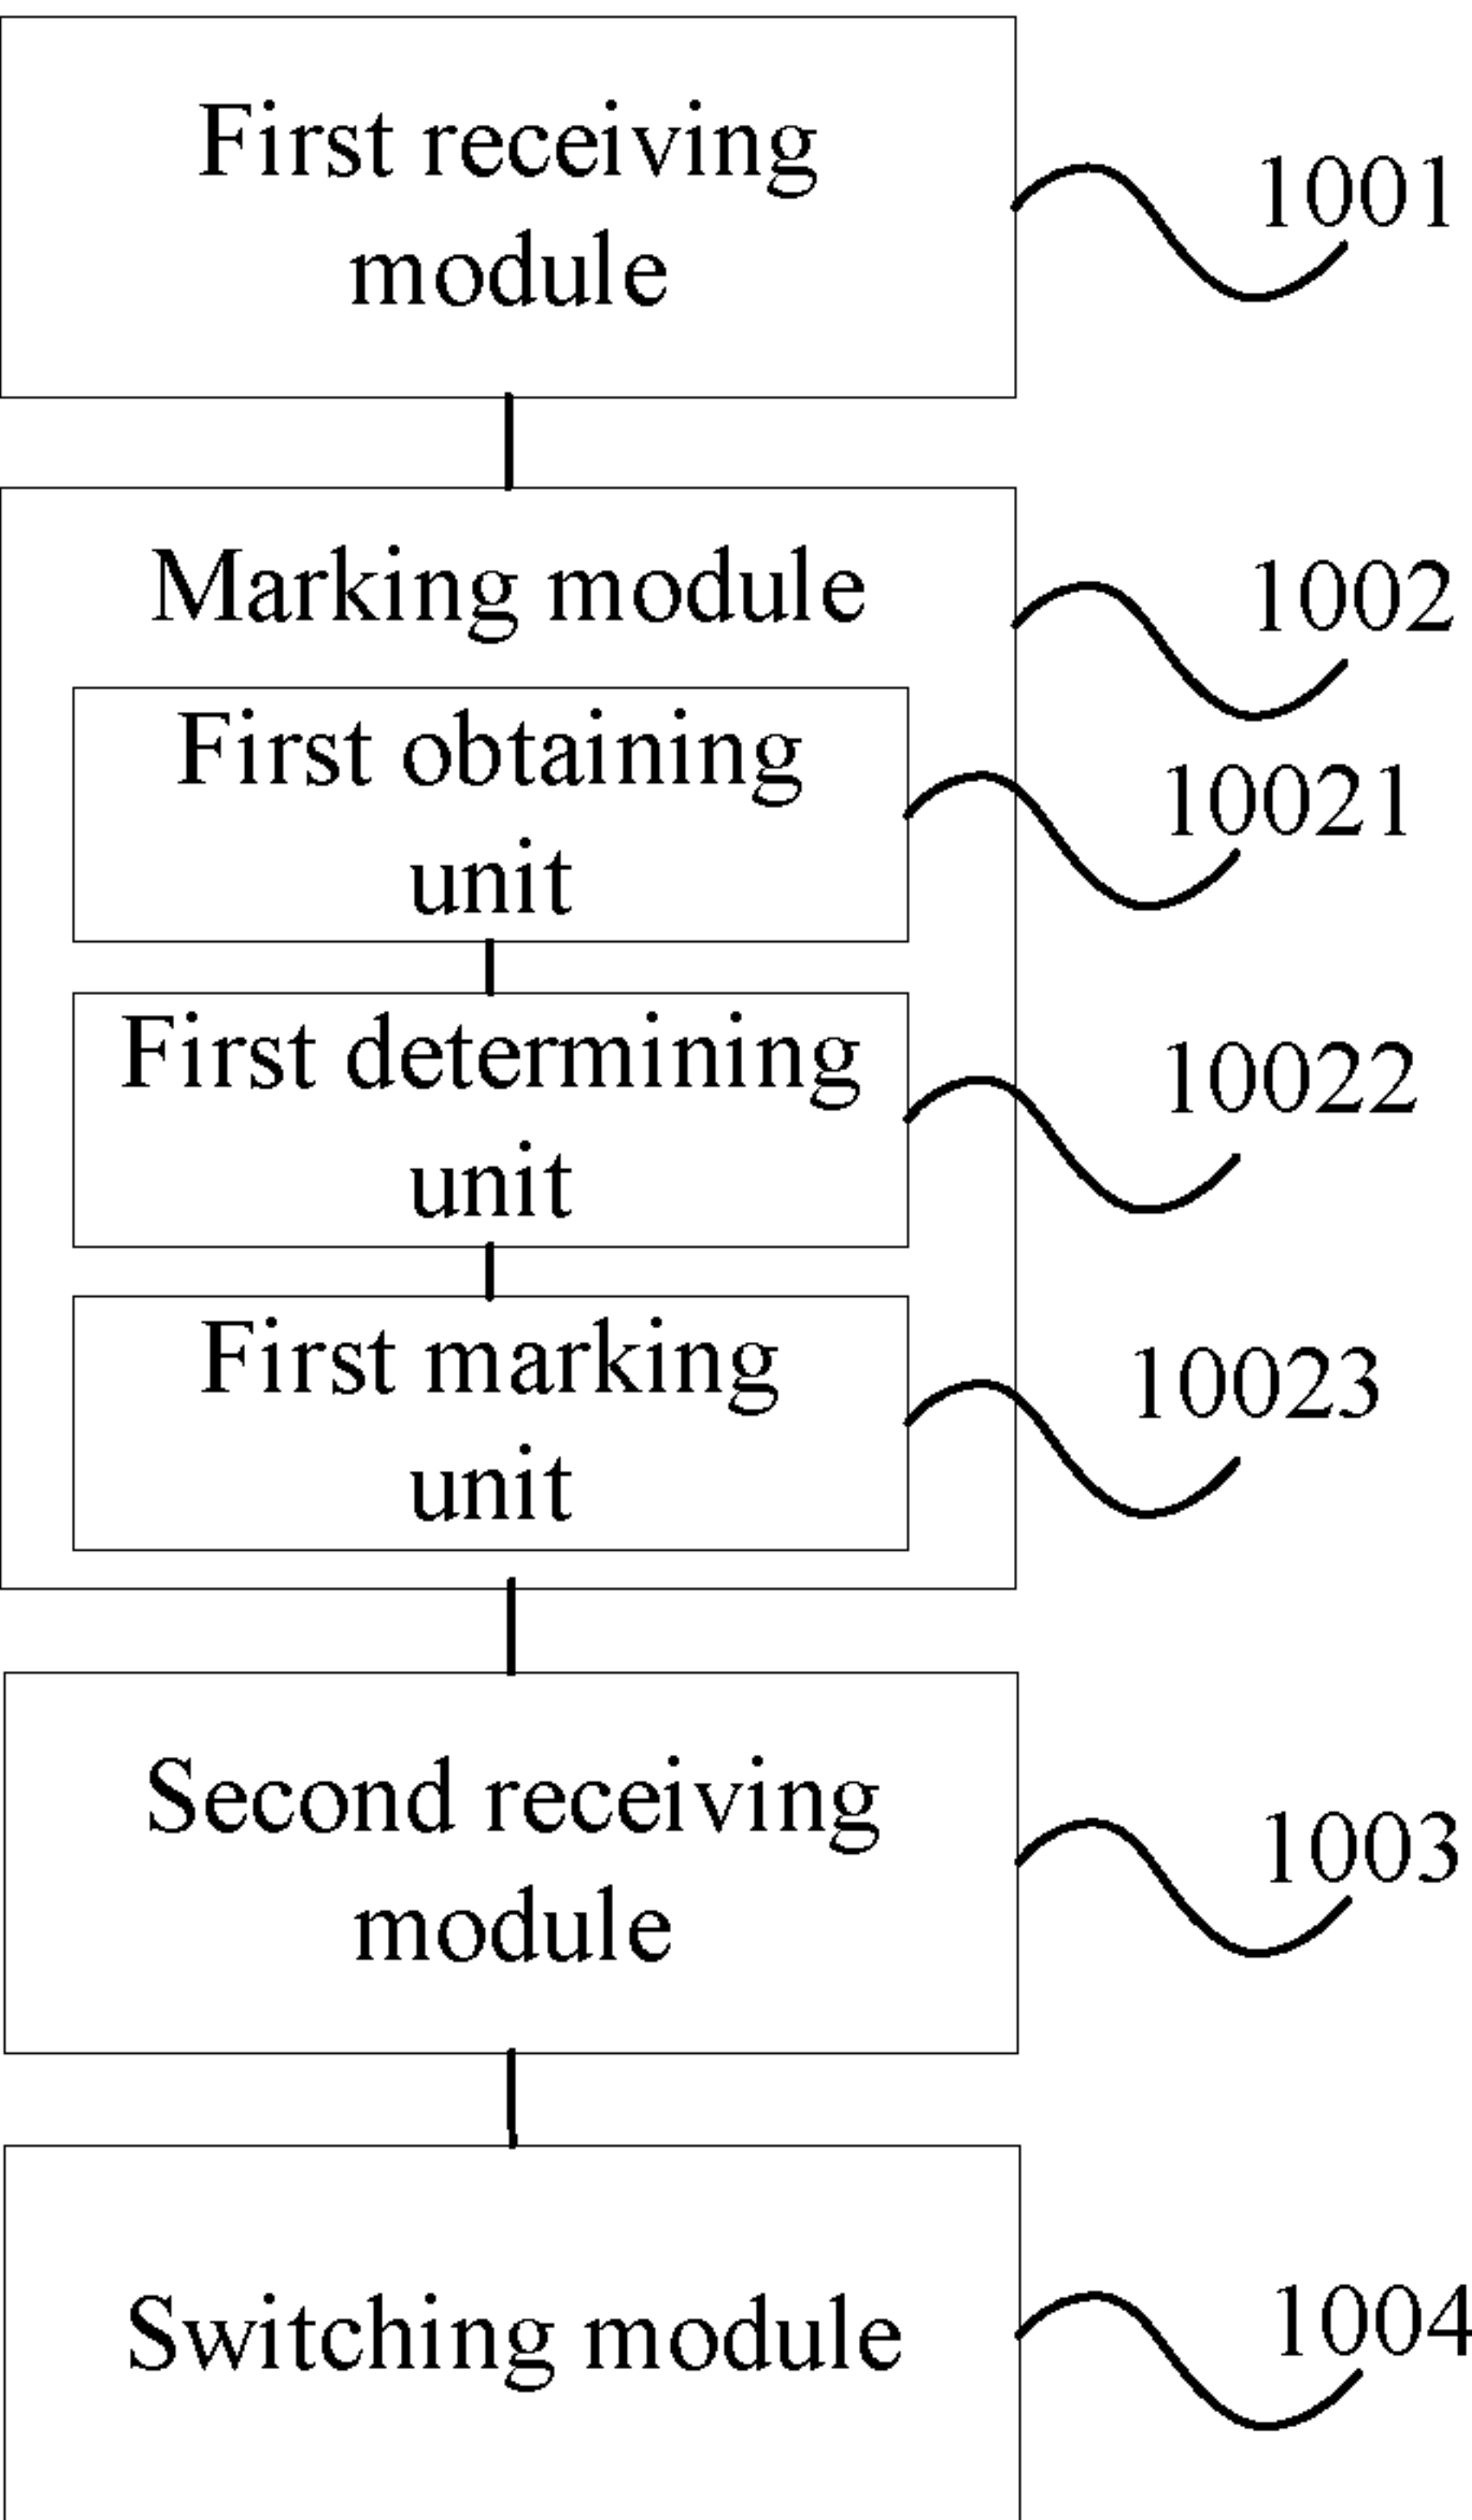 First receiving
module
1001
Marking module
1002
First obtaining
unit
10021
First determining
unit
10022
First marking
unit
10023
Second receiving
module
1003
Switching module
1004